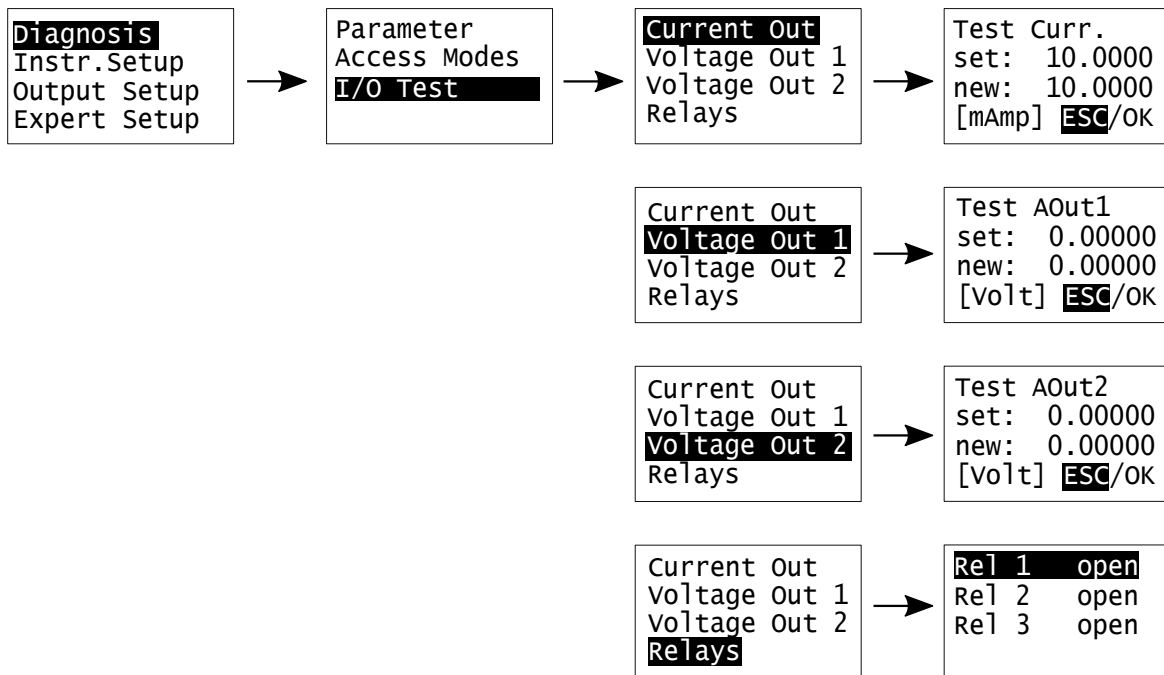 Diagnosis
Instr.Setup
Output Setup
Expert Setup
Parameter
Access Modes
I/O Test
Current Out
Voltage Out 1
Voltage Out 2
Relays
Test Curr.
set: 10.0000
new: 10.0000
[mAmp] ESC/OK
Current Out
Voltage Out 1
Voltage Out 2
Relays
Test AOut1
set: 0.00000
new: 0.00000
[Volt] ESC/OK
Current Out
Voltage Out 1
Voltage Out 2
Relays
Test AOut2
set: 0.00000
new: 0.00000
[Volt] ESC/OK
Current Out
Voltage Out 1
Voltage Out 2
Relays
Rel 1 open
Rel 2 open
Rel 3 open